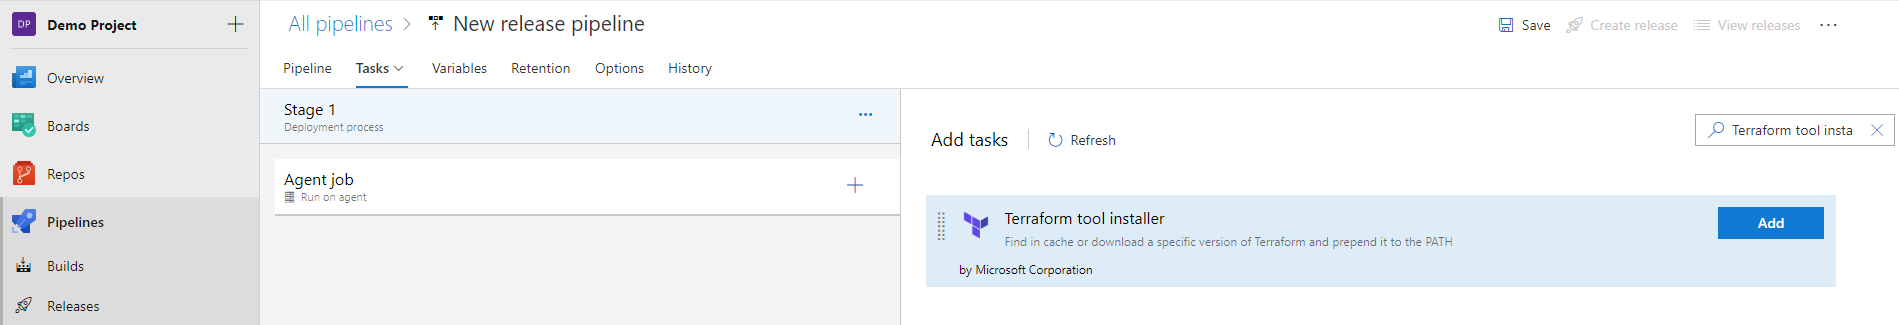 DP Demo Project
Overview
Boards
Repos
Pipelines
Builds
Releases
All pipelines > New release pipeline
Save Create release View releases ...
Pipeline Tasks Variables Retention Options History
Stage 1
Deployment process
...
Agent job
Run on agent
Add tasks Refresh
Terraform tool insta
Terraform tool installer
Find in cache or download a specific version of Terraform and prepend it to the PATH
Add
by Microsoft Corporation